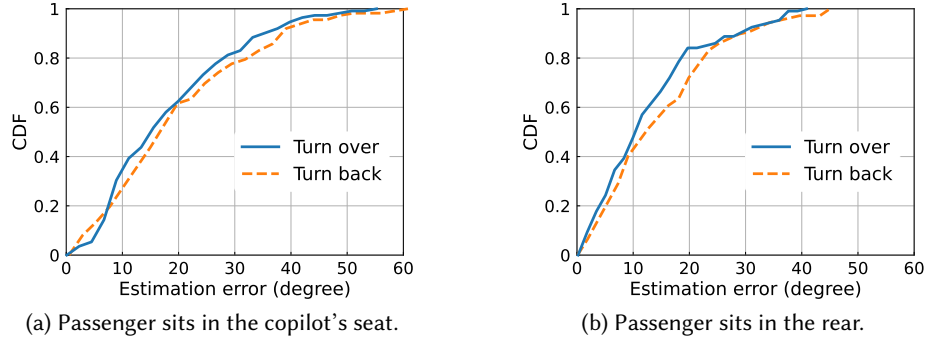 1
0.8
0.6
0.4
0.2
0
CDF
Turn over
Turn back
0 10 20 30 40 50 60
Estimation error (degree)
(a) Passenger sits in the copilot's seat.
1
0.8
0.6
0.4
0.2
0
CDF
Turn over
Turn back
0 10 20 30 40 50 60
Estimation error (degree)
(b) Passenger sits in the rear.